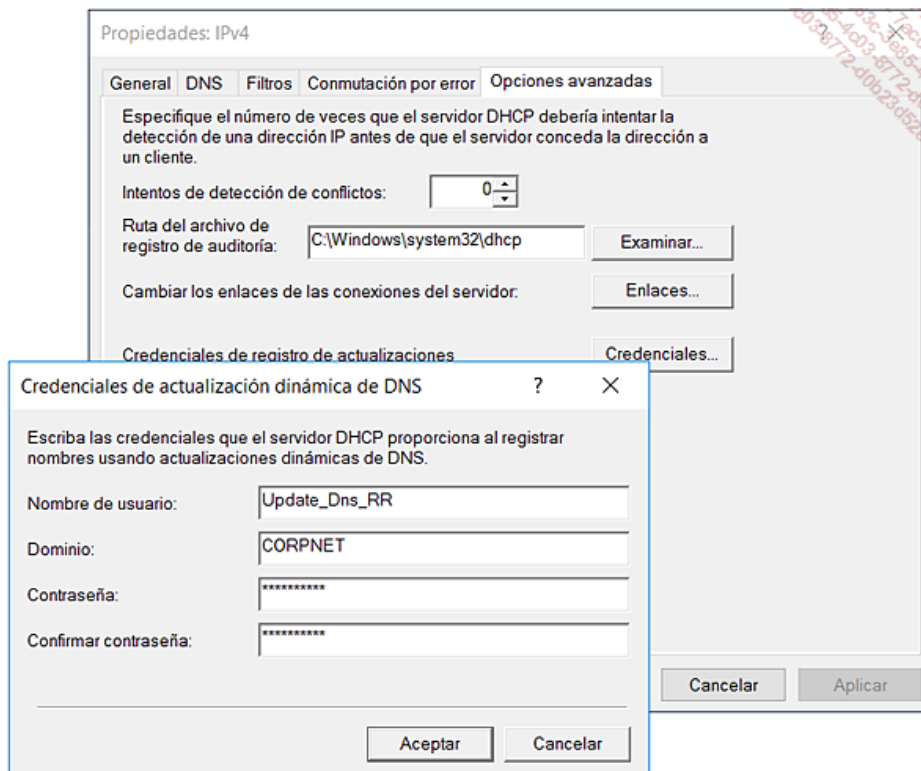 Propiedades: IPv4
?
General DNS Filtros Conmutación por error Opciones avanzadas
Especifique el número de veces que el servidor DHCP debería intentar la
detección de una dirección IP antes de que el servidor conceda la dirección a
un cliente.
Intentos de detección de conflictos: 0
Ruta del archivo de
registro de auditoría: C:\Windows\system32\dhcp Examinar...
Cambiar los enlaces de las conexiones del servidor: Enlaces...
Credenciales de registro de actualizaciones Credenciales...
Credenciales de actualización dinámica de DNS ?
Escriba las credenciales que el servidor DHCP proporciona al registrar
nombres usando actualizaciones dinámicas de DNS.
Nombre de usuario: Update_Dns_RR
Dominio: CORPNET
Contraseña: **********
Confirmar contraseña: **********
Cancelar Aplicar
Aceptar Cancelar